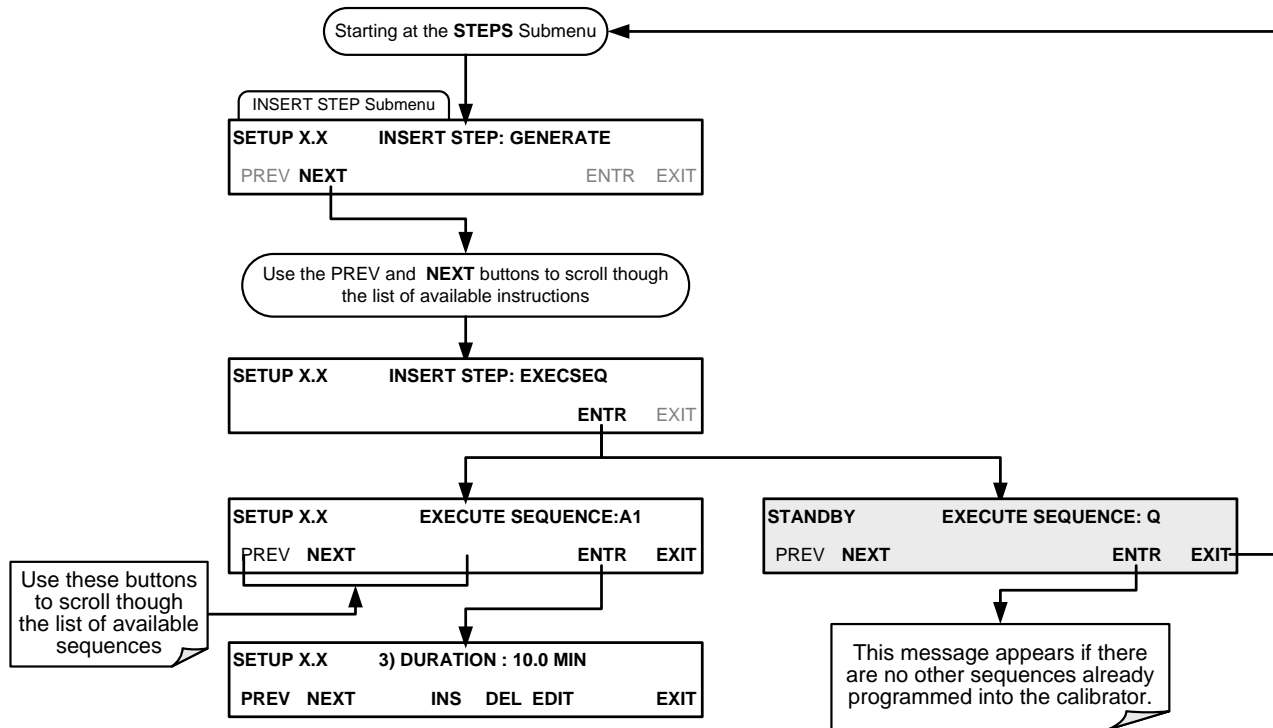 Starting at the STEPS Submenu
INSERT STEP Submenu
SETUP X.X INSERT STEP: GENERATE
PREV NEXT ENTR EXIT
Use the PREV and NEXT buttons to scroll though
the list of available instructions
SETUP X.X INSERT STEP: EXECSEQ
ENTR EXIT
SETUP X.X EXECUTE SEQUENCE:A1
PREV NEXT ENTR EXIT
STANDBY EXECUTE SEQUENCE: Q
PREV NEXT ENTR EXIT
Use these buttons
to scroll though
the list of available
sequences
SETUP X.X 3) DURATION : 10.0 MIN
PREV NEXT INS DEL EDIT EXIT
This message appears if there
are no other sequences already
programmed into the calibrator.